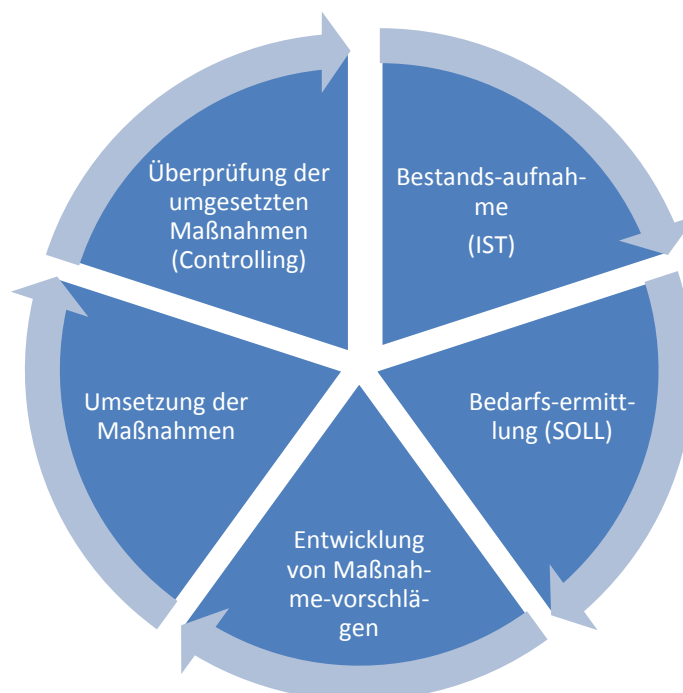 Bestands-aufnah-
me
(IST)
Bedarfs-ermitt-
lung (SOLL)
Entwicklung
von Maßnah-
me-vorschlä-
gen
Umsetzung der
Maßnahmen
Überprüfung der
umgesetzten
Maßnahmen
(Controlling)